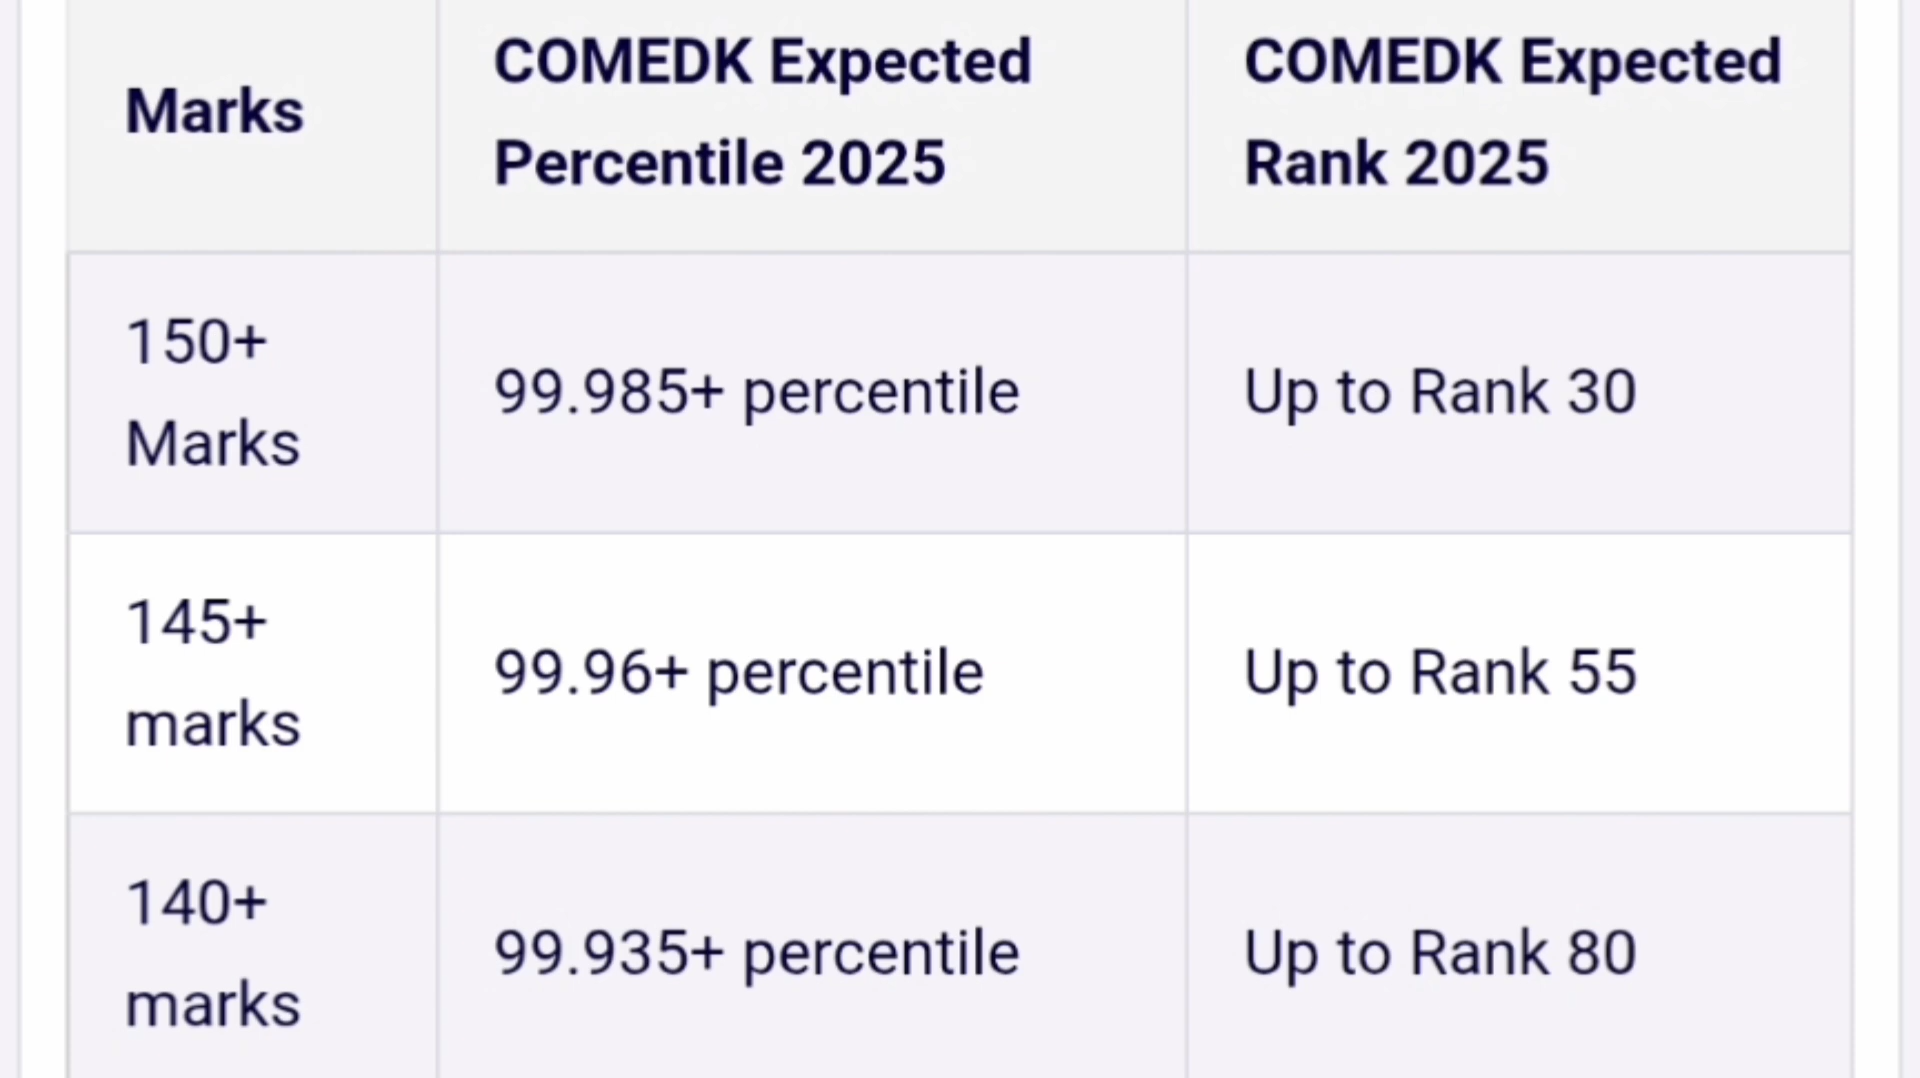 Marks
COMEDK Expected
Percentile 2025
COMEDK Expected
Rank 2025
150+
Marks
99.985+ percentile
Up to Rank 30
145+
marks
99.96+ percentile
Up to Rank 55
140+
marks
99.935+ percentile
Up to Rank 80